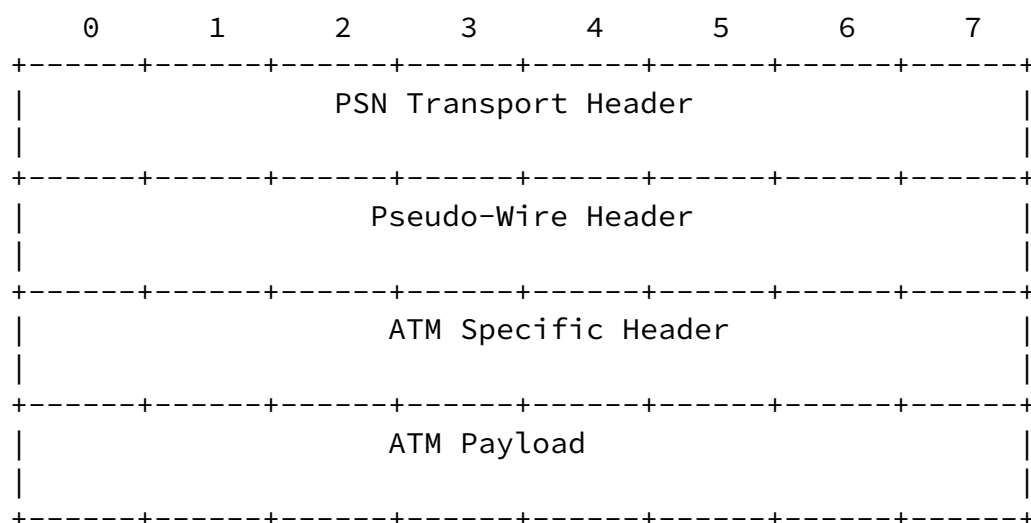 0 1 2 3 4 5 6 7
PSN Transport Header
Pseudo-Wire Header
ATM Specific Header
ATM Payload